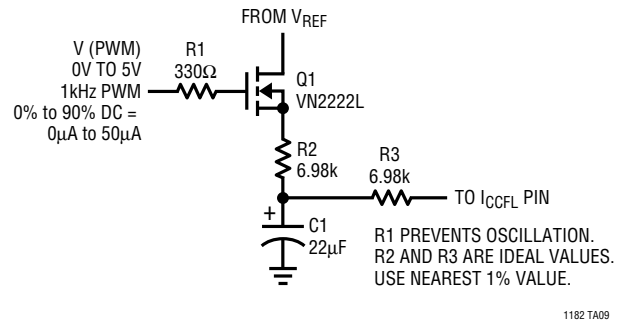 FROM VREF
V (PWM)
0V TO 5V
1kHz PWM
0% to 90% DC =
0µA to 50µA
R1
330Ω
Q1
VN2222L
R2
6.98k
R3
6.98k
TO ICCFL PIN
+
C1
22µF
R1 PREVENTS OSCILLATION.
R2 AND R3 ARE IDEAL VALUES.
USE NEAREST 1% VALUE.
1182 TA09